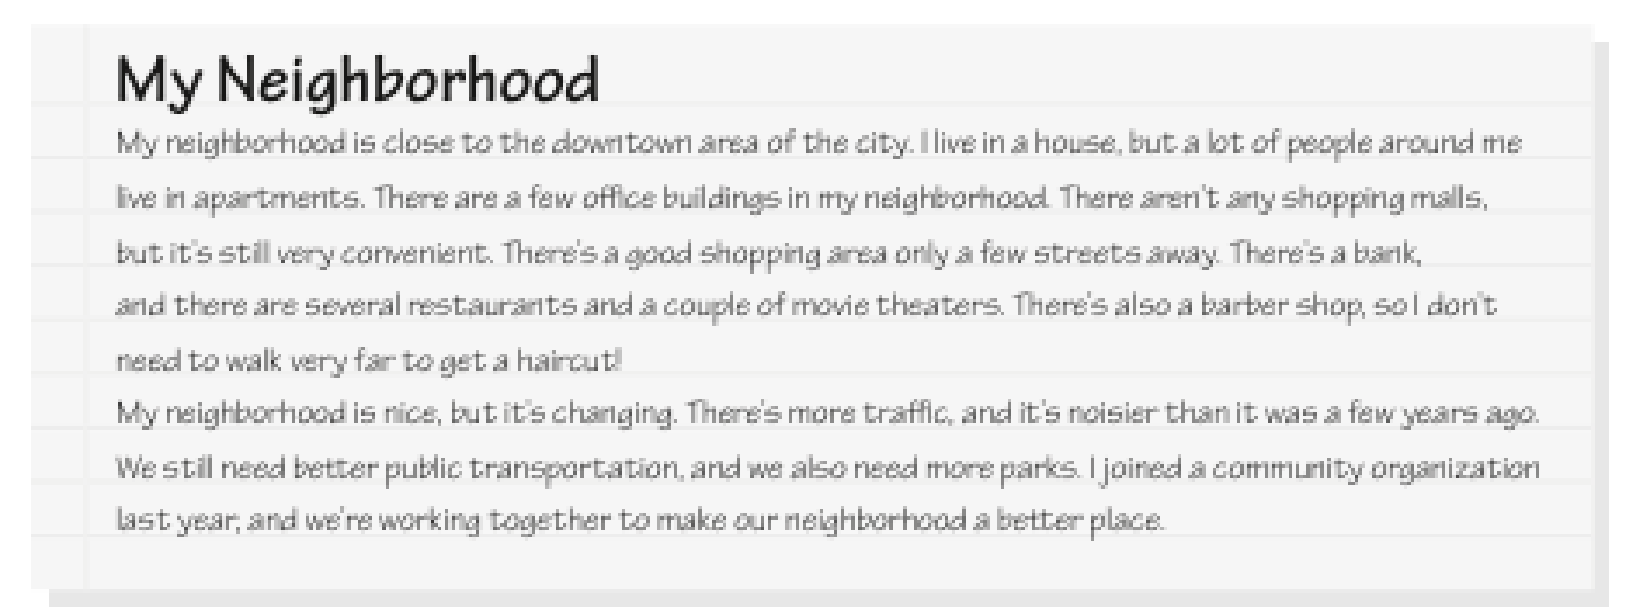 My Neighborhood
My neighborhood is close to the downtown area of the city. I live in a house, but a lot of people around me
live in apartments. There are a few office buildings in my neighborhood. There aren't any shopping malls,
but it's still very convenient. There's a good shopping area only a few streets away. There's a bank,
and there are several restaurants and a couple of movie theaters. There's also a barber shop, so I don't
need to walk very far to get a haircut!
My neighborhood is nice, but it's changing. There's more traffic, and it's noisier than it was a few years ago.
We still need better public transportation, and we also need more parks. I joined a community organization
last year, and we're working together to make our neighborhood a better place.